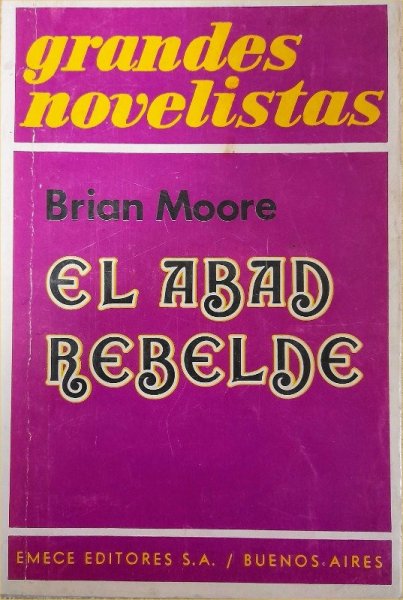 grandes
novelistas
Brian Moore
EL ABAD
REBELDE
EMECE EDITORES S.A. / BUENOS-AIRES